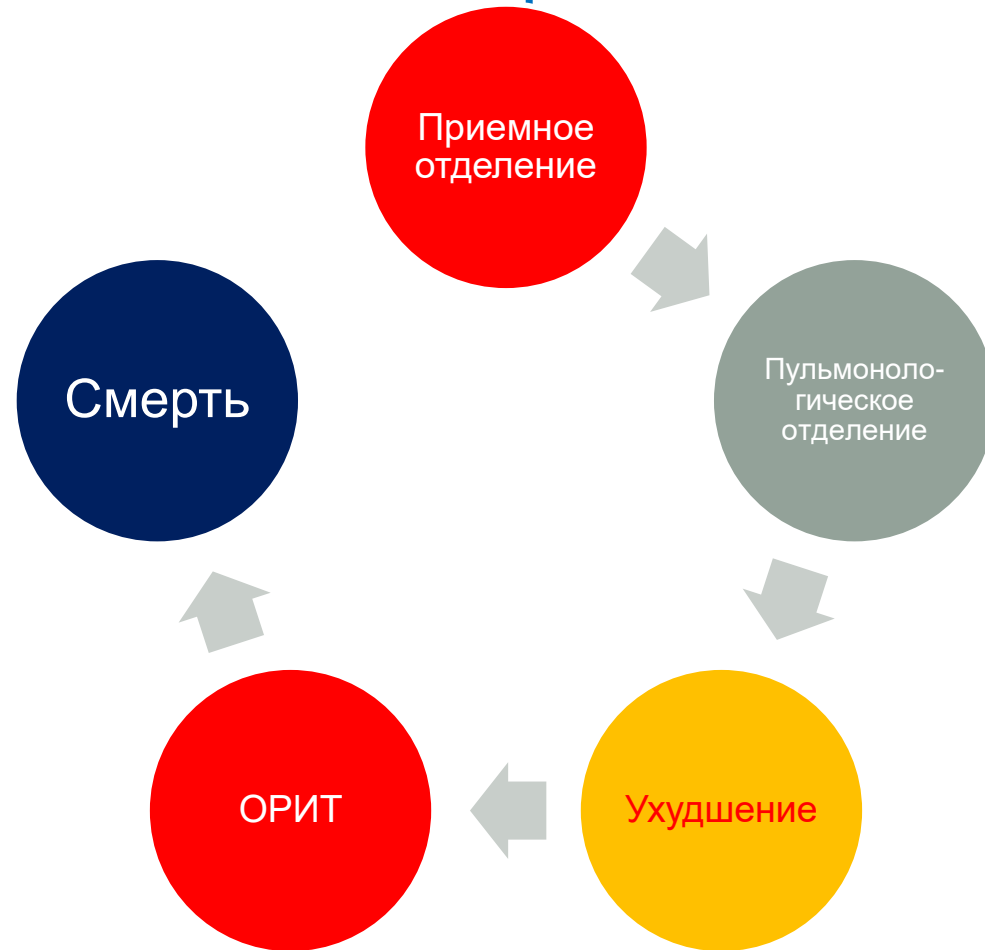 Приемное
отделение
Пульмоноло-
гическое
отделение
Ухудшение
ОРИТ
Смерть